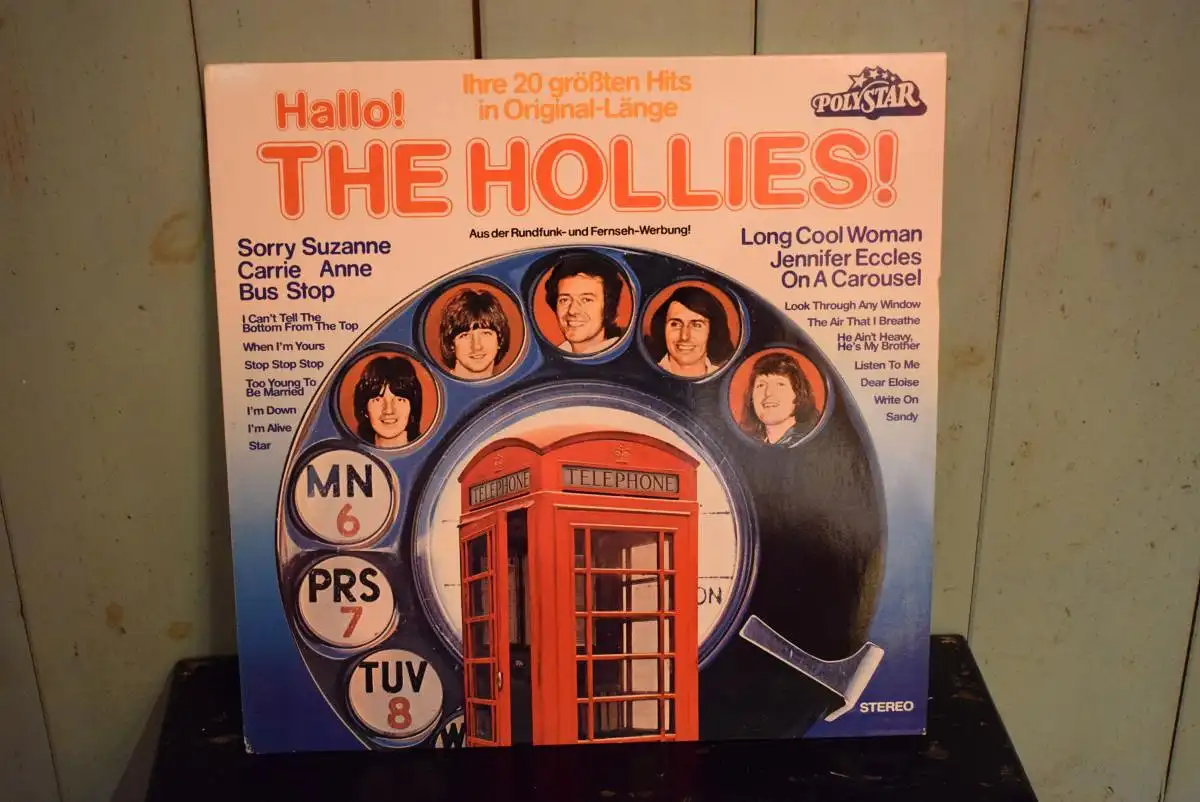 Ihre 20 größten Hits
in Original-Länge
POLYSTAR
Hallo!
THE HOLLIES!
Aus der Rundfunk- und Fernseh-Werbung!
Sorry Suzanne
Carrie Anne
Bus Stop
I Can't Tell The
Bottom From The Top
When I'm Yours
Stop Stop Stop
Too Young To
Be Married
I'm Down
I'm Alive
Star
Long Cool Woman
Jennifer Eccles
On A Carousel
Look Through Any Window
The Air That I Breathe
He Ain't Heavy,
He's My Brother
Listen To Me
Dear Eloise
Write On
Sandy
MN
6
PRS
7
TUV
8
W
TELEPHONE
TELEPHONE
ON
STEREO